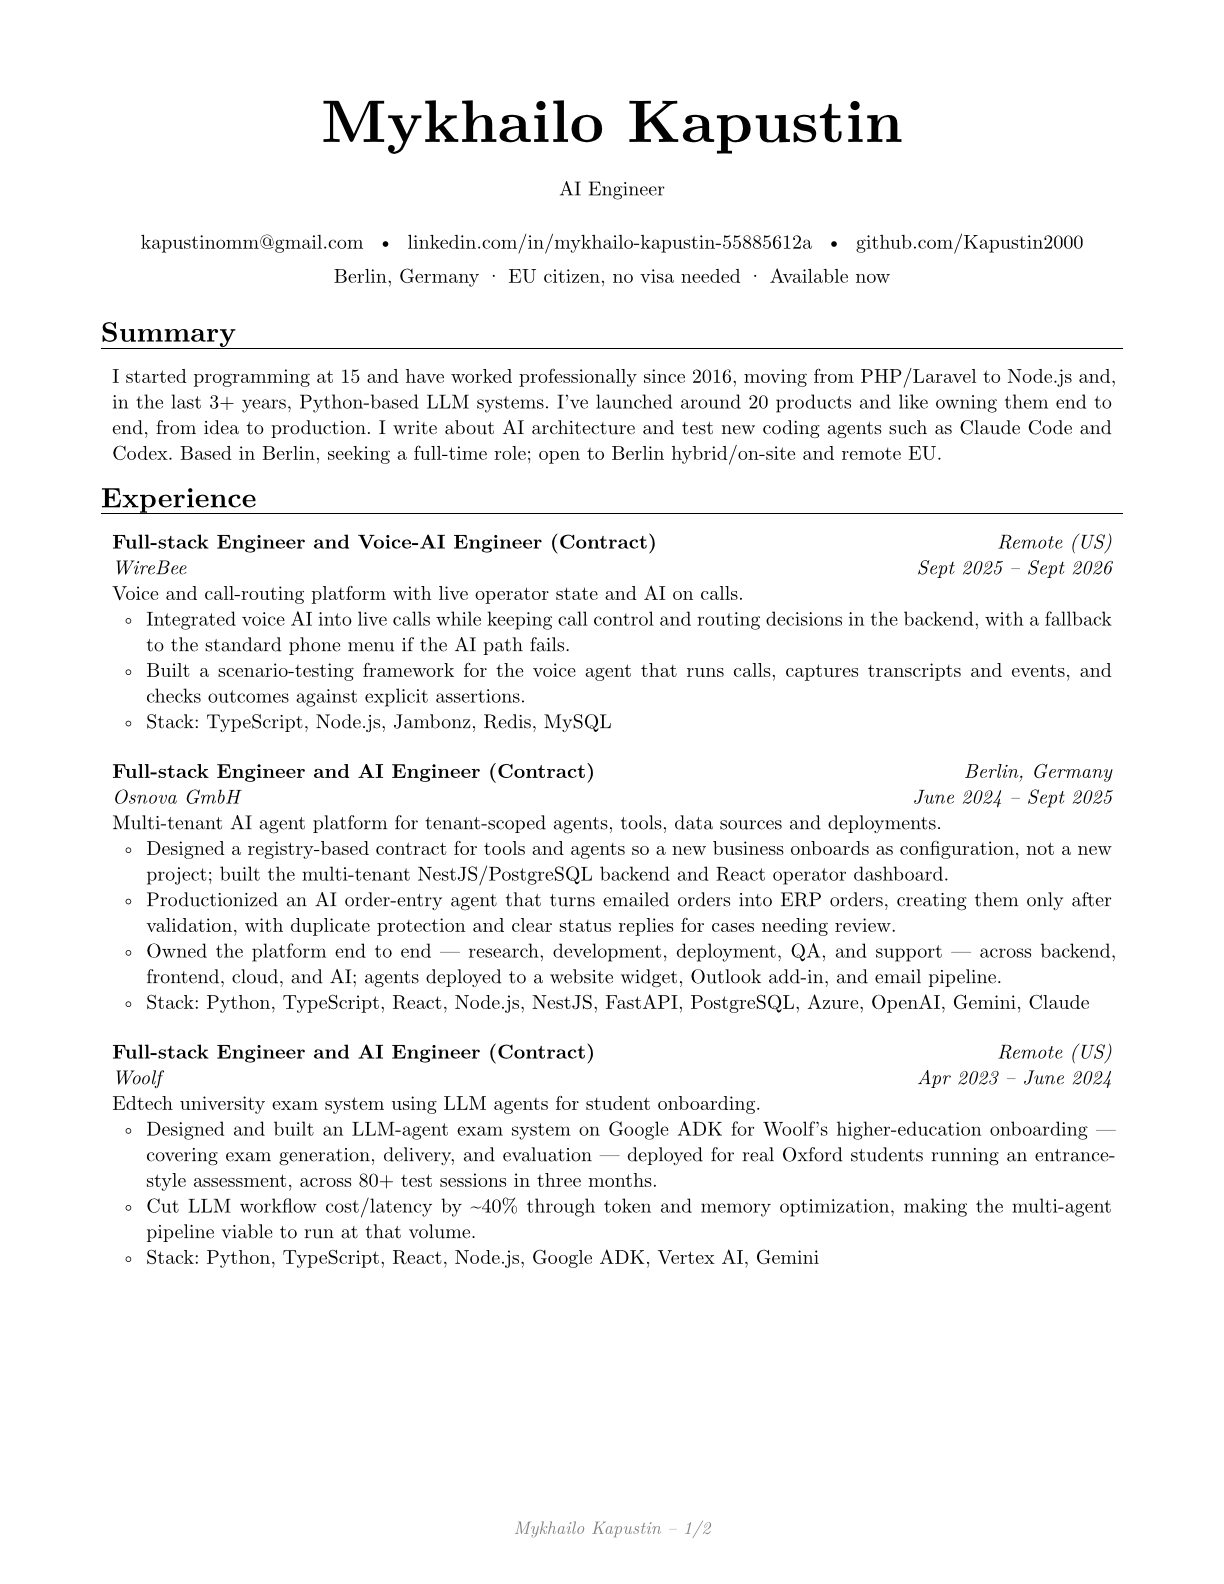 Mykhailo Kapustin
AI Engineer
kapustinomm@gmail.com • linkedin.com/in/mykhailo-kapustin-55885612a • github.com/Kapustin2000
Berlin, Germany · EU citizen, no visa needed · Available now
Summary
I started programming at 15 and have worked professionally since 2016, moving from PHP/Laravel to Node.js and,
in the last 3+ years, Python-based LLM systems. I've launched around 20 products and like owning them end to
end, from idea to production. I write about AI architecture and test new coding agents such as Claude Code and
Codex. Based in Berlin, seeking a full-time role; open to Berlin hybrid/on-site and remote EU.
Experience
Full-stack Engineer and Voice-AI Engineer (Contract) Remote (US)
WireBee Sept 2025 – Sept 2026
Voice and call-routing platform with live operator state and AI on calls.
◦ Integrated voice AI into live calls while keeping call control and routing decisions in the backend, with a fallback
to the standard phone menu if the AI path fails.
◦ Built a scenario-testing framework for the voice agent that runs calls, captures transcripts and events, and
checks outcomes against explicit assertions.
◦ Stack: TypeScript, Node.js, Jambonz, Redis, MySQL
Full-stack Engineer and AI Engineer (Contract) Berlin, Germany
Osnova GmbH June 2024 – Sept 2025
Multi-tenant AI agent platform for tenant-scoped agents, tools, data sources and deployments.
◦ Designed a registry-based contract for tools and agents so a new business onboards as configuration, not a new
project; built the multi-tenant NestJS/PostgreSQL backend and React operator dashboard.
◦ Productionized an AI order-entry agent that turns emailed orders into ERP orders, creating them only after
validation, with duplicate protection and clear status replies for cases needing review.
◦ Owned the platform end to end — research, development, deployment, QA, and support — across backend,
frontend, cloud, and AI; agents deployed to a website widget, Outlook add-in, and email pipeline.
◦ Stack: Python, TypeScript, React, Node.js, NestJS, FastAPI, PostgreSQL, Azure, OpenAI, Gemini, Claude
Full-stack Engineer and AI Engineer (Contract) Remote (US)
Woolf Apr 2023 – June 2024
Edtech university exam system using LLM agents for student onboarding.
◦ Designed and built an LLM-agent exam system on Google ADK for Woolf's higher-education onboarding —
covering exam generation, delivery, and evaluation — deployed for real Oxford students running an entrance-
style assessment, across 80+ test sessions in three months.
◦ Cut LLM workflow cost/latency by ~40% through token and memory optimization, making the multi-agent
pipeline viable to run at that volume.
◦ Stack: Python, TypeScript, React, Node.js, Google ADK, Vertex AI, Gemini
Mykhailo Kapustin – 1/2